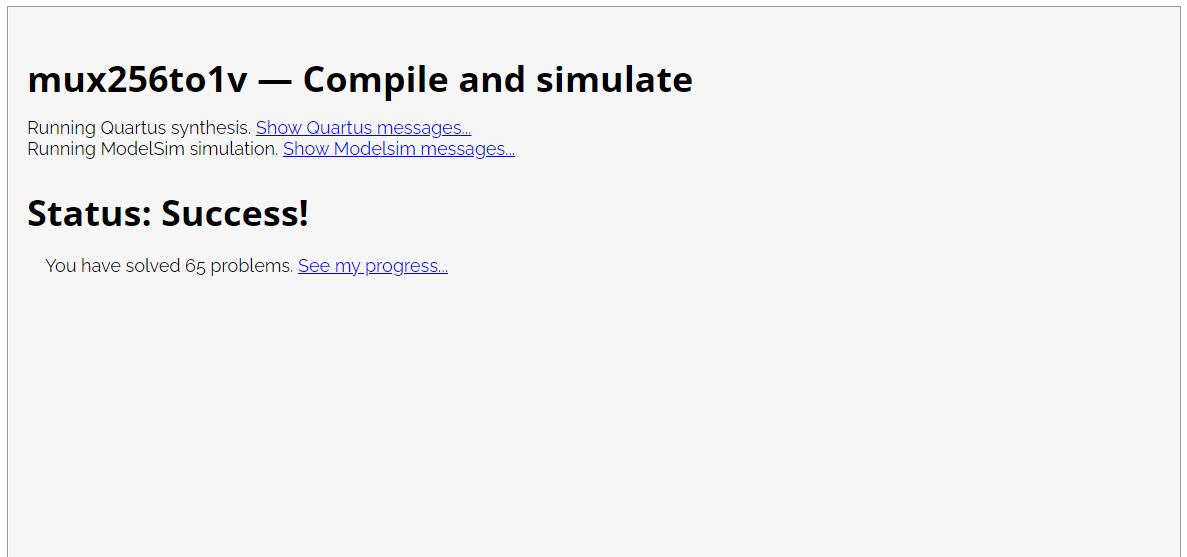 mux256to1v — Compile and simulate
Running Quartus synthesis. Show Quartus messages...
Running ModelSim simulation. Show Modelsim messages...
Status: Success!
You have solved 65 problems. See my progress...